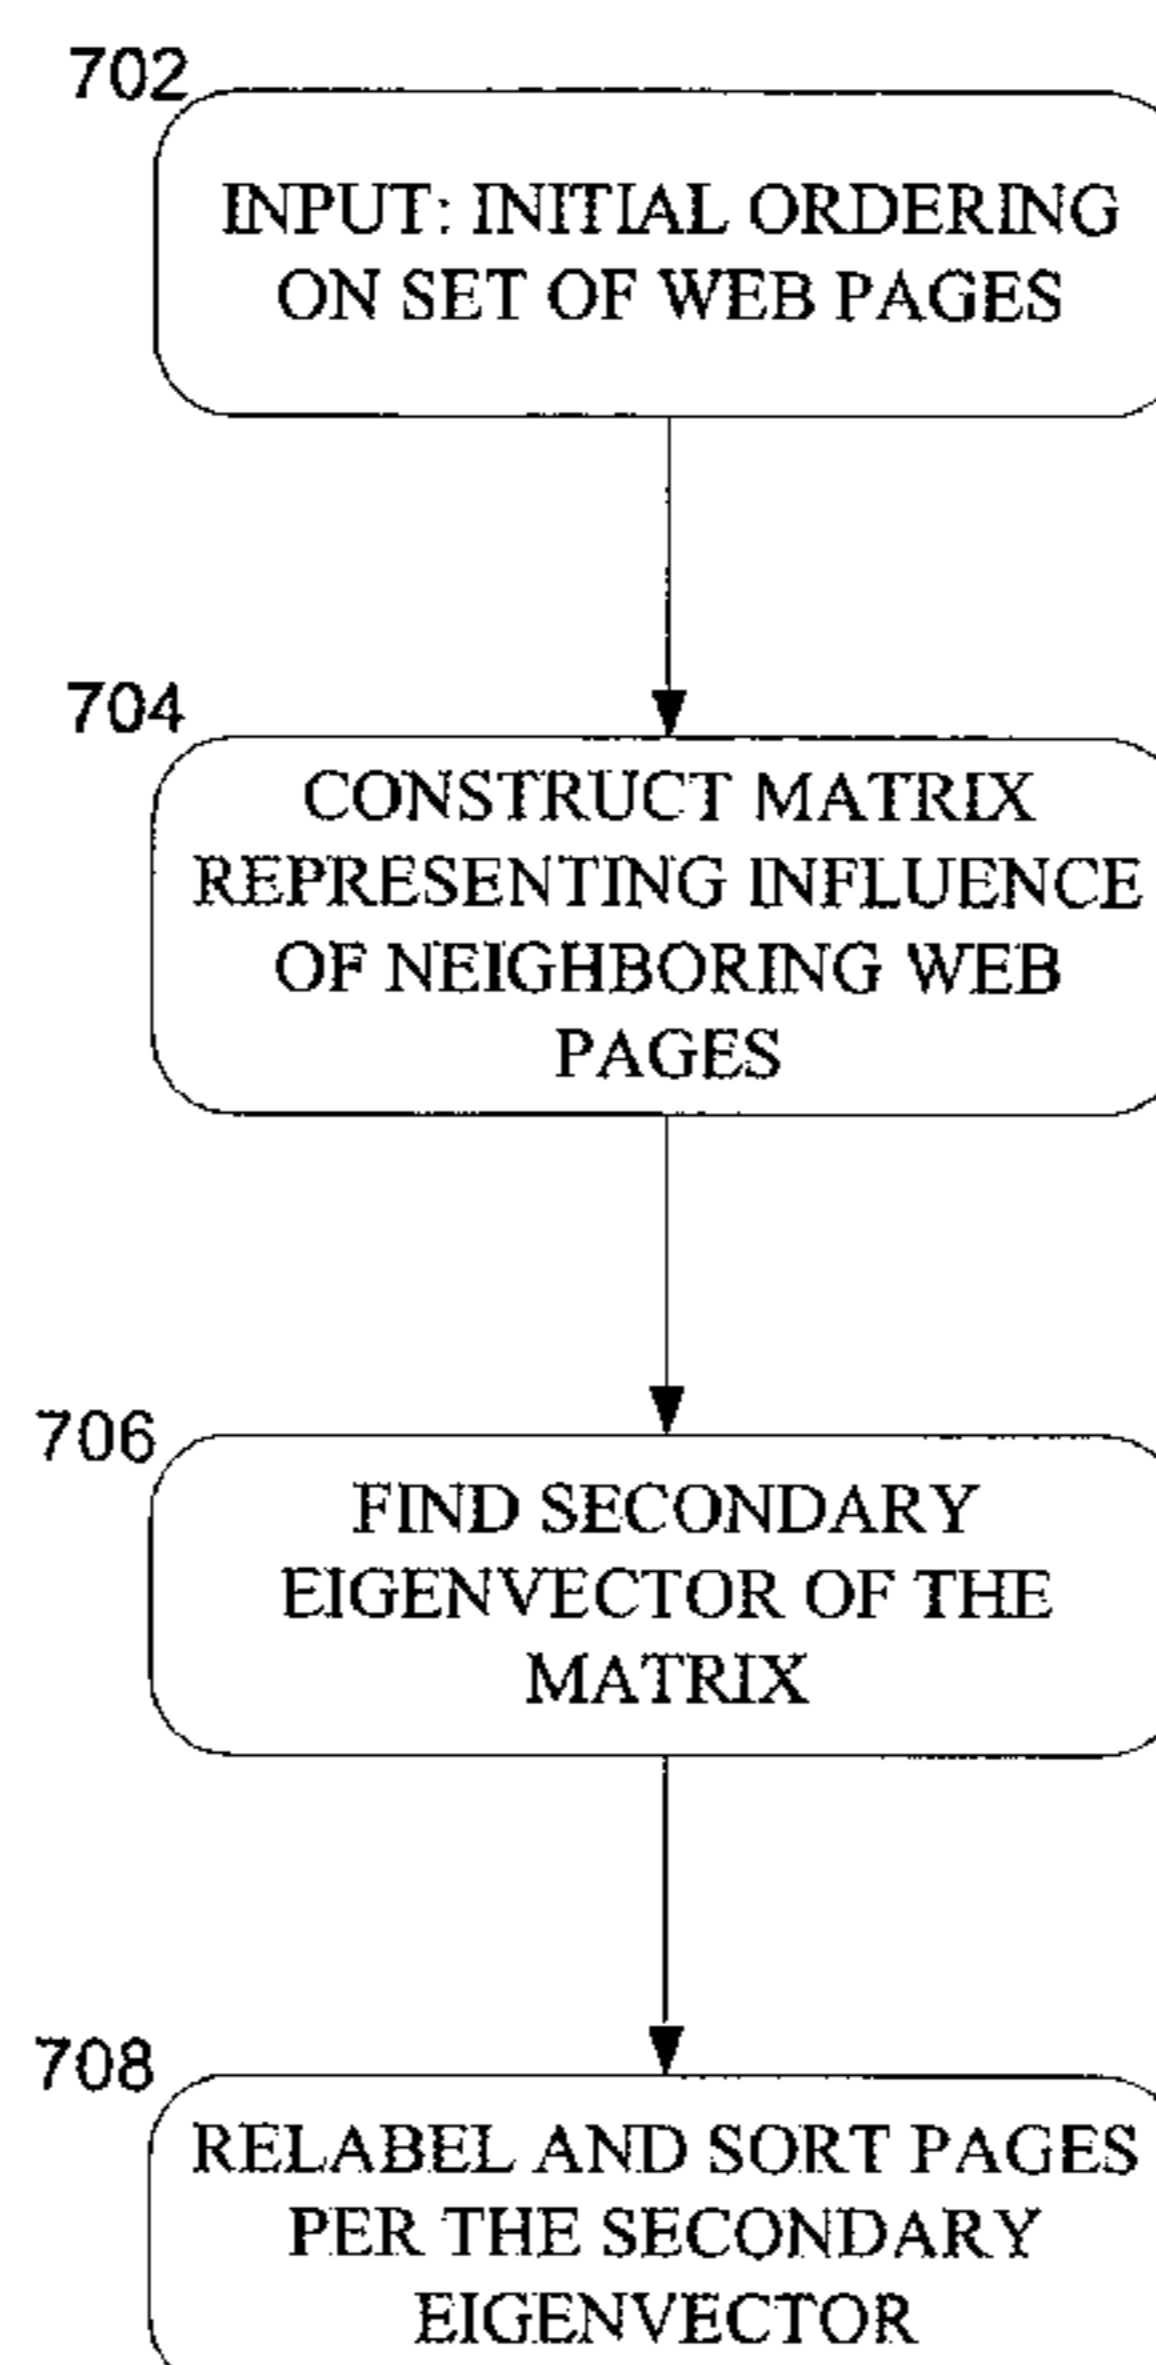 702
INPUT: INITIAL ORDERING
ON SET OF WEB PAGES
704
CONSTRUCT MATRIX
REPRESENTING INFLUENCE
OF NEIGHBORING WEB
PAGES
706
FIND SECONDARY
EIGENVECTOR OF THE
MATRIX
708
RELABEL AND SORT PAGES
PER THE SECONDARY
EIGENVECTOR